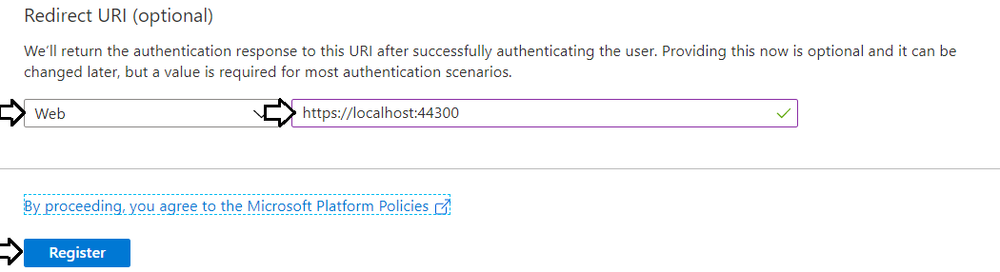 Redirect URI (optional)
We'll return the authentication response to this URI after successfully authenticating the user. Providing this now is optional and it can be
changed later, but a value is required for most authentication scenarios.
Web
https://localhost:44300
By proceeding, you agree to the Microsoft Platform Policies
Register